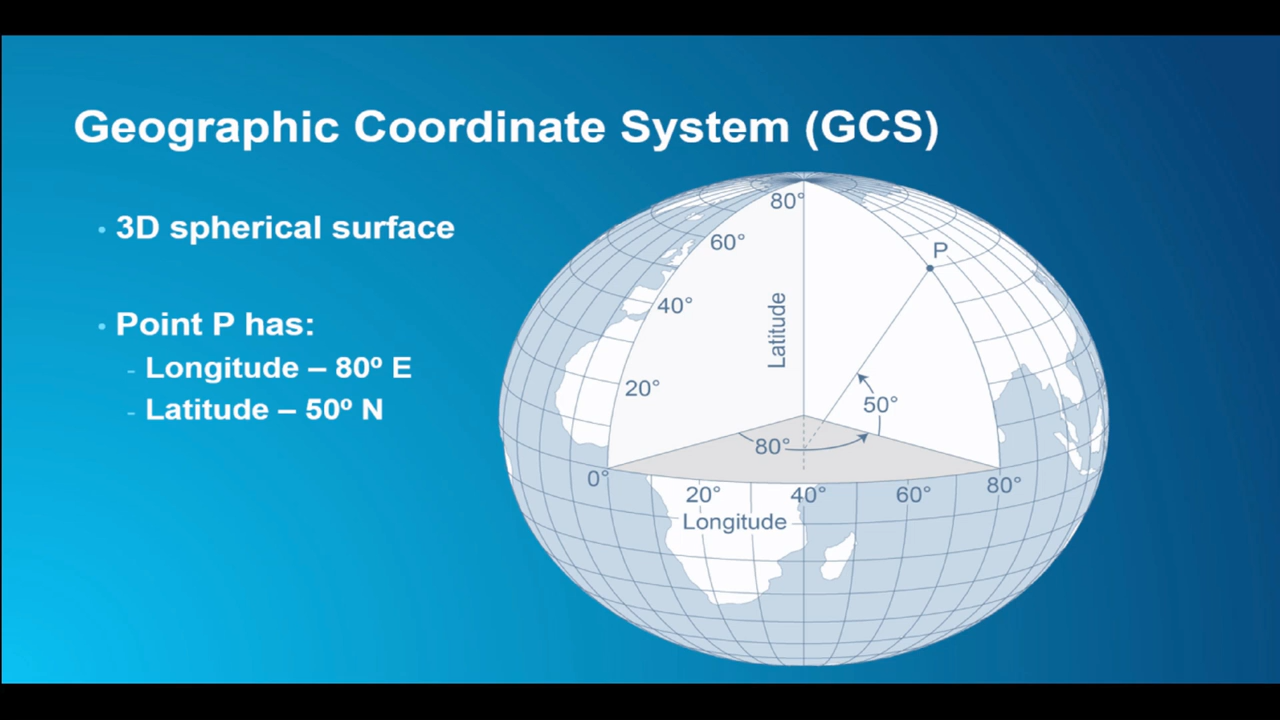 Geographic Coordinate System (GCS)
• 3D spherical surface
• Point P has:
- Longitude – 80º E
- Latitude – 50º N
80°
60°
P
40°
Latitude
20°
50°
80°
0°
20°
40°
60°
80°
Longitude